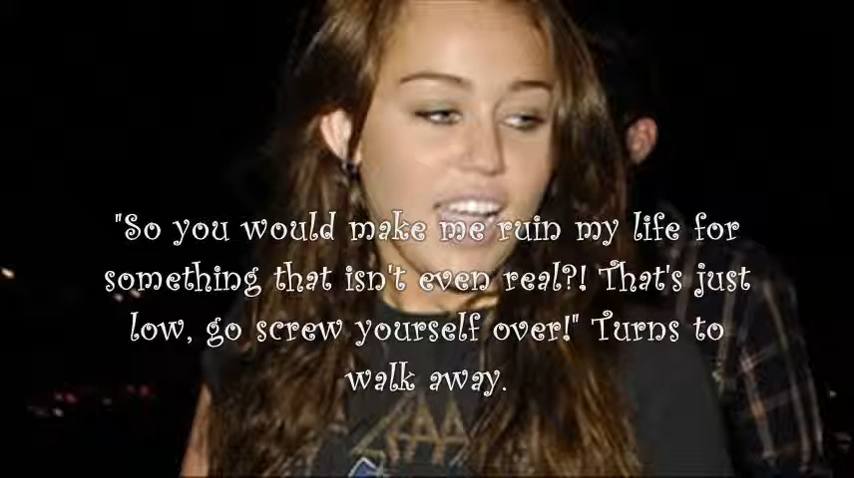 "So you would make me ruin my life for
something that isn't even real?! That's just
low, go screw yourself over!" Turns to
walk away.